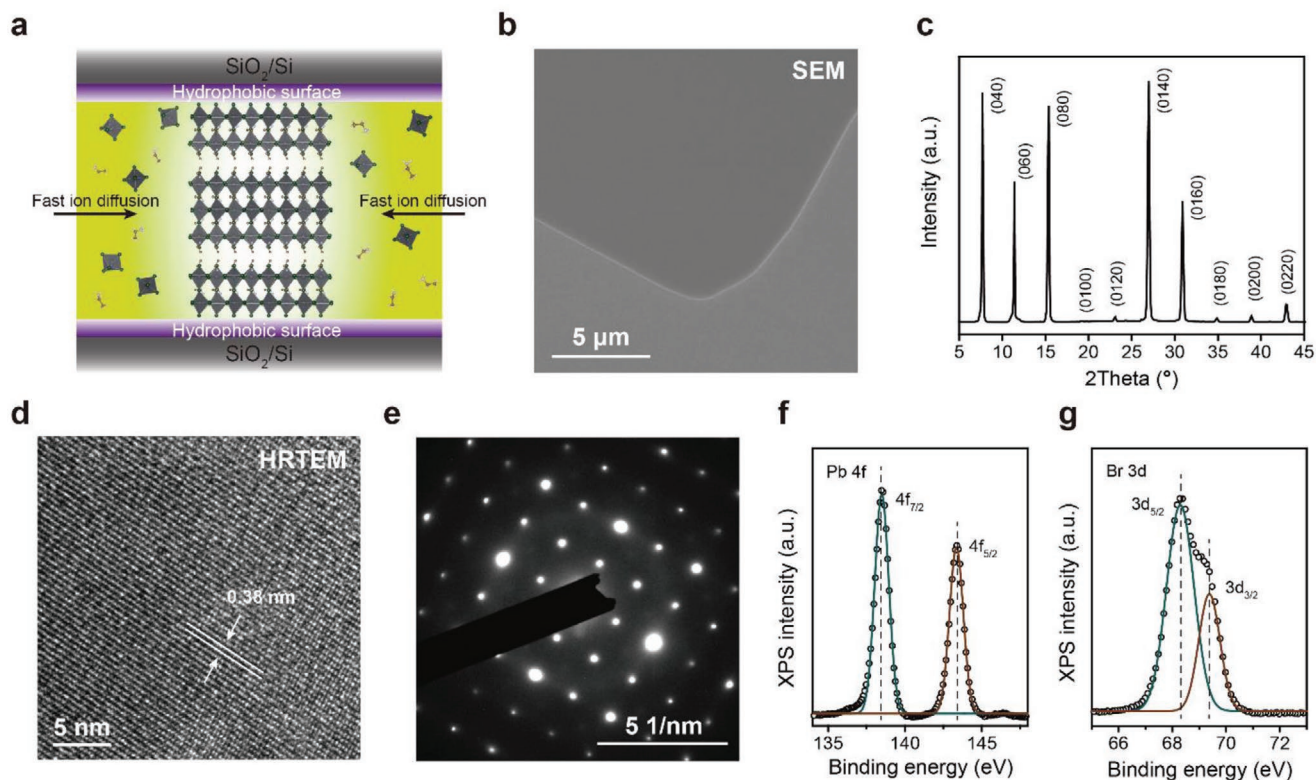 a
SiO2/Si
Hydrophobic surface
Fast ion diffusion
Fast ion diffusion
Hydrophobic surface
SiO2/Si
b
SEM
5 μm
c
Intensity (a.u.)
(040)
(060)
(080)
(0100)
(0120)
(0140)
(0160)
(0180)
(0200)
(0220)
5 10 15 20 25 30 35 40 45
2Theta (°)
d
HRTEM
0.38 nm
5 nm
e
5 1/nm
f
XPS intensity (a.u.)
Pb 4f
4f7/2
4f5/2
135 140 145
Binding energy (eV)
g
XPS intensity (a.u.)
Br 3d
3d5/2
3d3/2
66 68 70 72
Binding energy (eV)